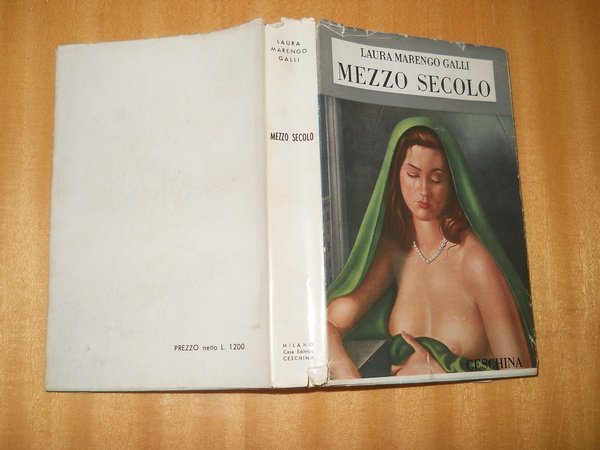 PREZZO netto L. 1200
LAURA
MARENGO
GALLI
MEZZO SECOLO
MILANO
Casa Editrice
CESCHINA
LAURA MARENGO GALLI
MEZZO SECOLO
CESCHINA